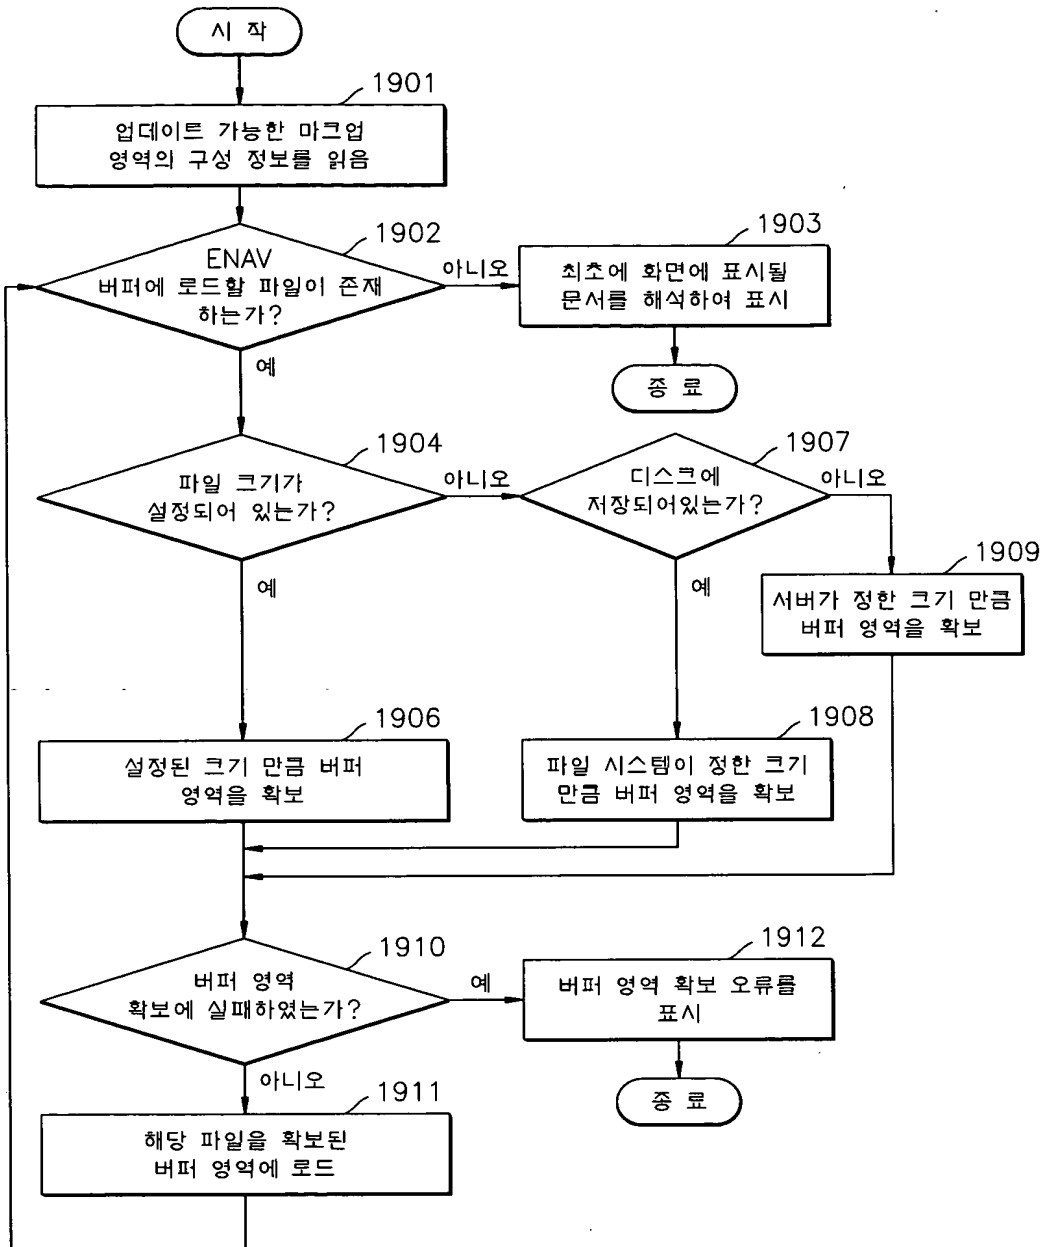 시 작
1901
업데이트 가능한 마크업
영역의 구성 정보를 읽음
1902
ENAV
버퍼에 로드할 파일이 존재
하는가?
아니오
1903
최초에 화면에 표시될
문서를 해석하여 표시
종 료
예
1904
파일 크기가
설정되어 있는가?
아니오
1907
디스크에
저장되어있는가?
아니오
1909
서버가 정한 크기 만큼
버퍼 영역을 확보
예
예
1906
설정된 크기 만큼 버퍼
영역을 확보
1908
파일 시스템이 정한 크기
만큼 버퍼 영역을 확보
1910
버퍼 영역
확보에 실패하였는가?
예
1912
버퍼 영역 확보 오류를
표시
종 료
아니오
1911
해당 파일을 확보된
버퍼 영역에 로드